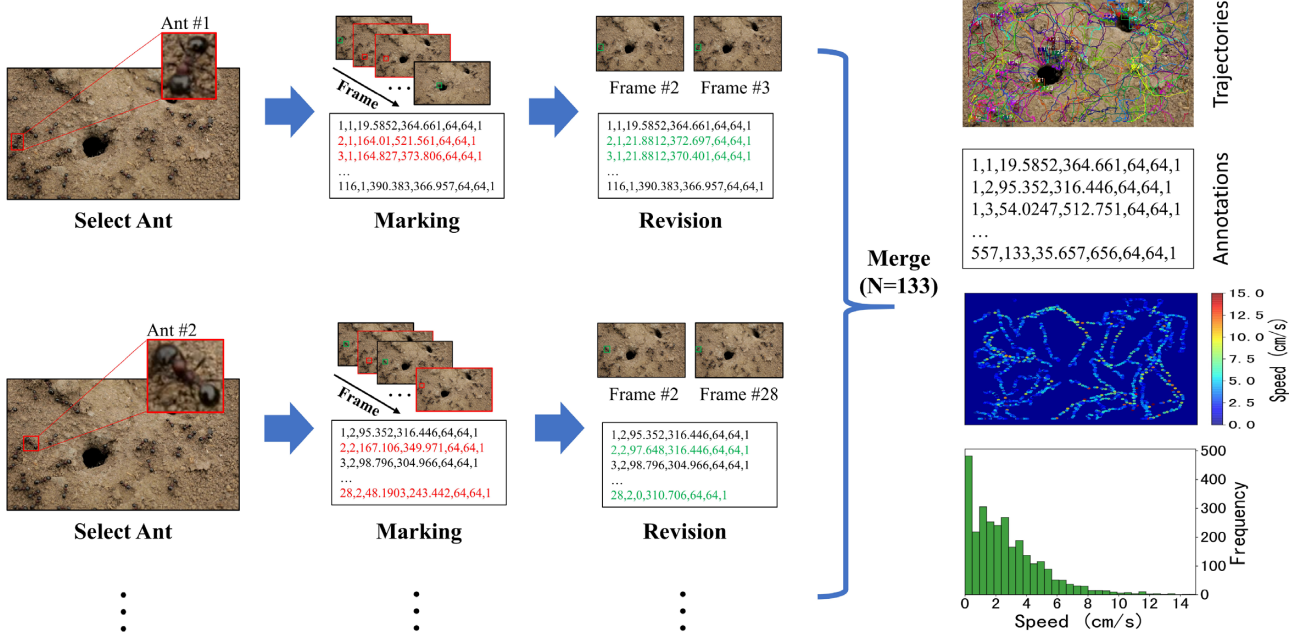 Ant #1
Frame
1,1,19.5852,364.661,64,64,1
2,1,164.01,521.561,64,64,1
3,1,164.827,373.806,64,64,1
…
116,1,390.383,366.957,64,64,1
Frame #2
Frame #3
1,1,19.5852,364.661,64,64,1
2,1,21.8812,372.697,64,64,1
3,1,21.8812,370.401,64,64,1
…
116,1,390.383,366.957,64,64,1
Select Ant
Marking
Revision
Ant #2
Frame
1,2,95.352,316.446,64,64,1
2,2,167.106,349.971,64,64,1
3,2,98.796,304.966,64,64,1
…
28,2,48.1903,243.442,64,64,1
Frame #2
Frame #28
1,2,95.352,316.446,64,64,1
2,2,97.648,316.446,64,64,1
3,2,98.796,304.966,64,64,1
…
28,2,0,310.706,64,64,1
Select Ant
Marking
Revision
Merge
(N=133)
Trajectories
1,1,19.5852,364.661,64,64,1
1,2,95.352,316.446,64,64,1
1,3,54.0247,512.751,64,64,1
…
557,133,35.657,656,64,64,1
Annotations
15.0
12.5
10.0
7.5
5.0
2.5
0.0
Speed (cm/s)
500
400
300
200
100
0
Frequency
0 2 4 6 8 10 12 14
Speed (cm/s)